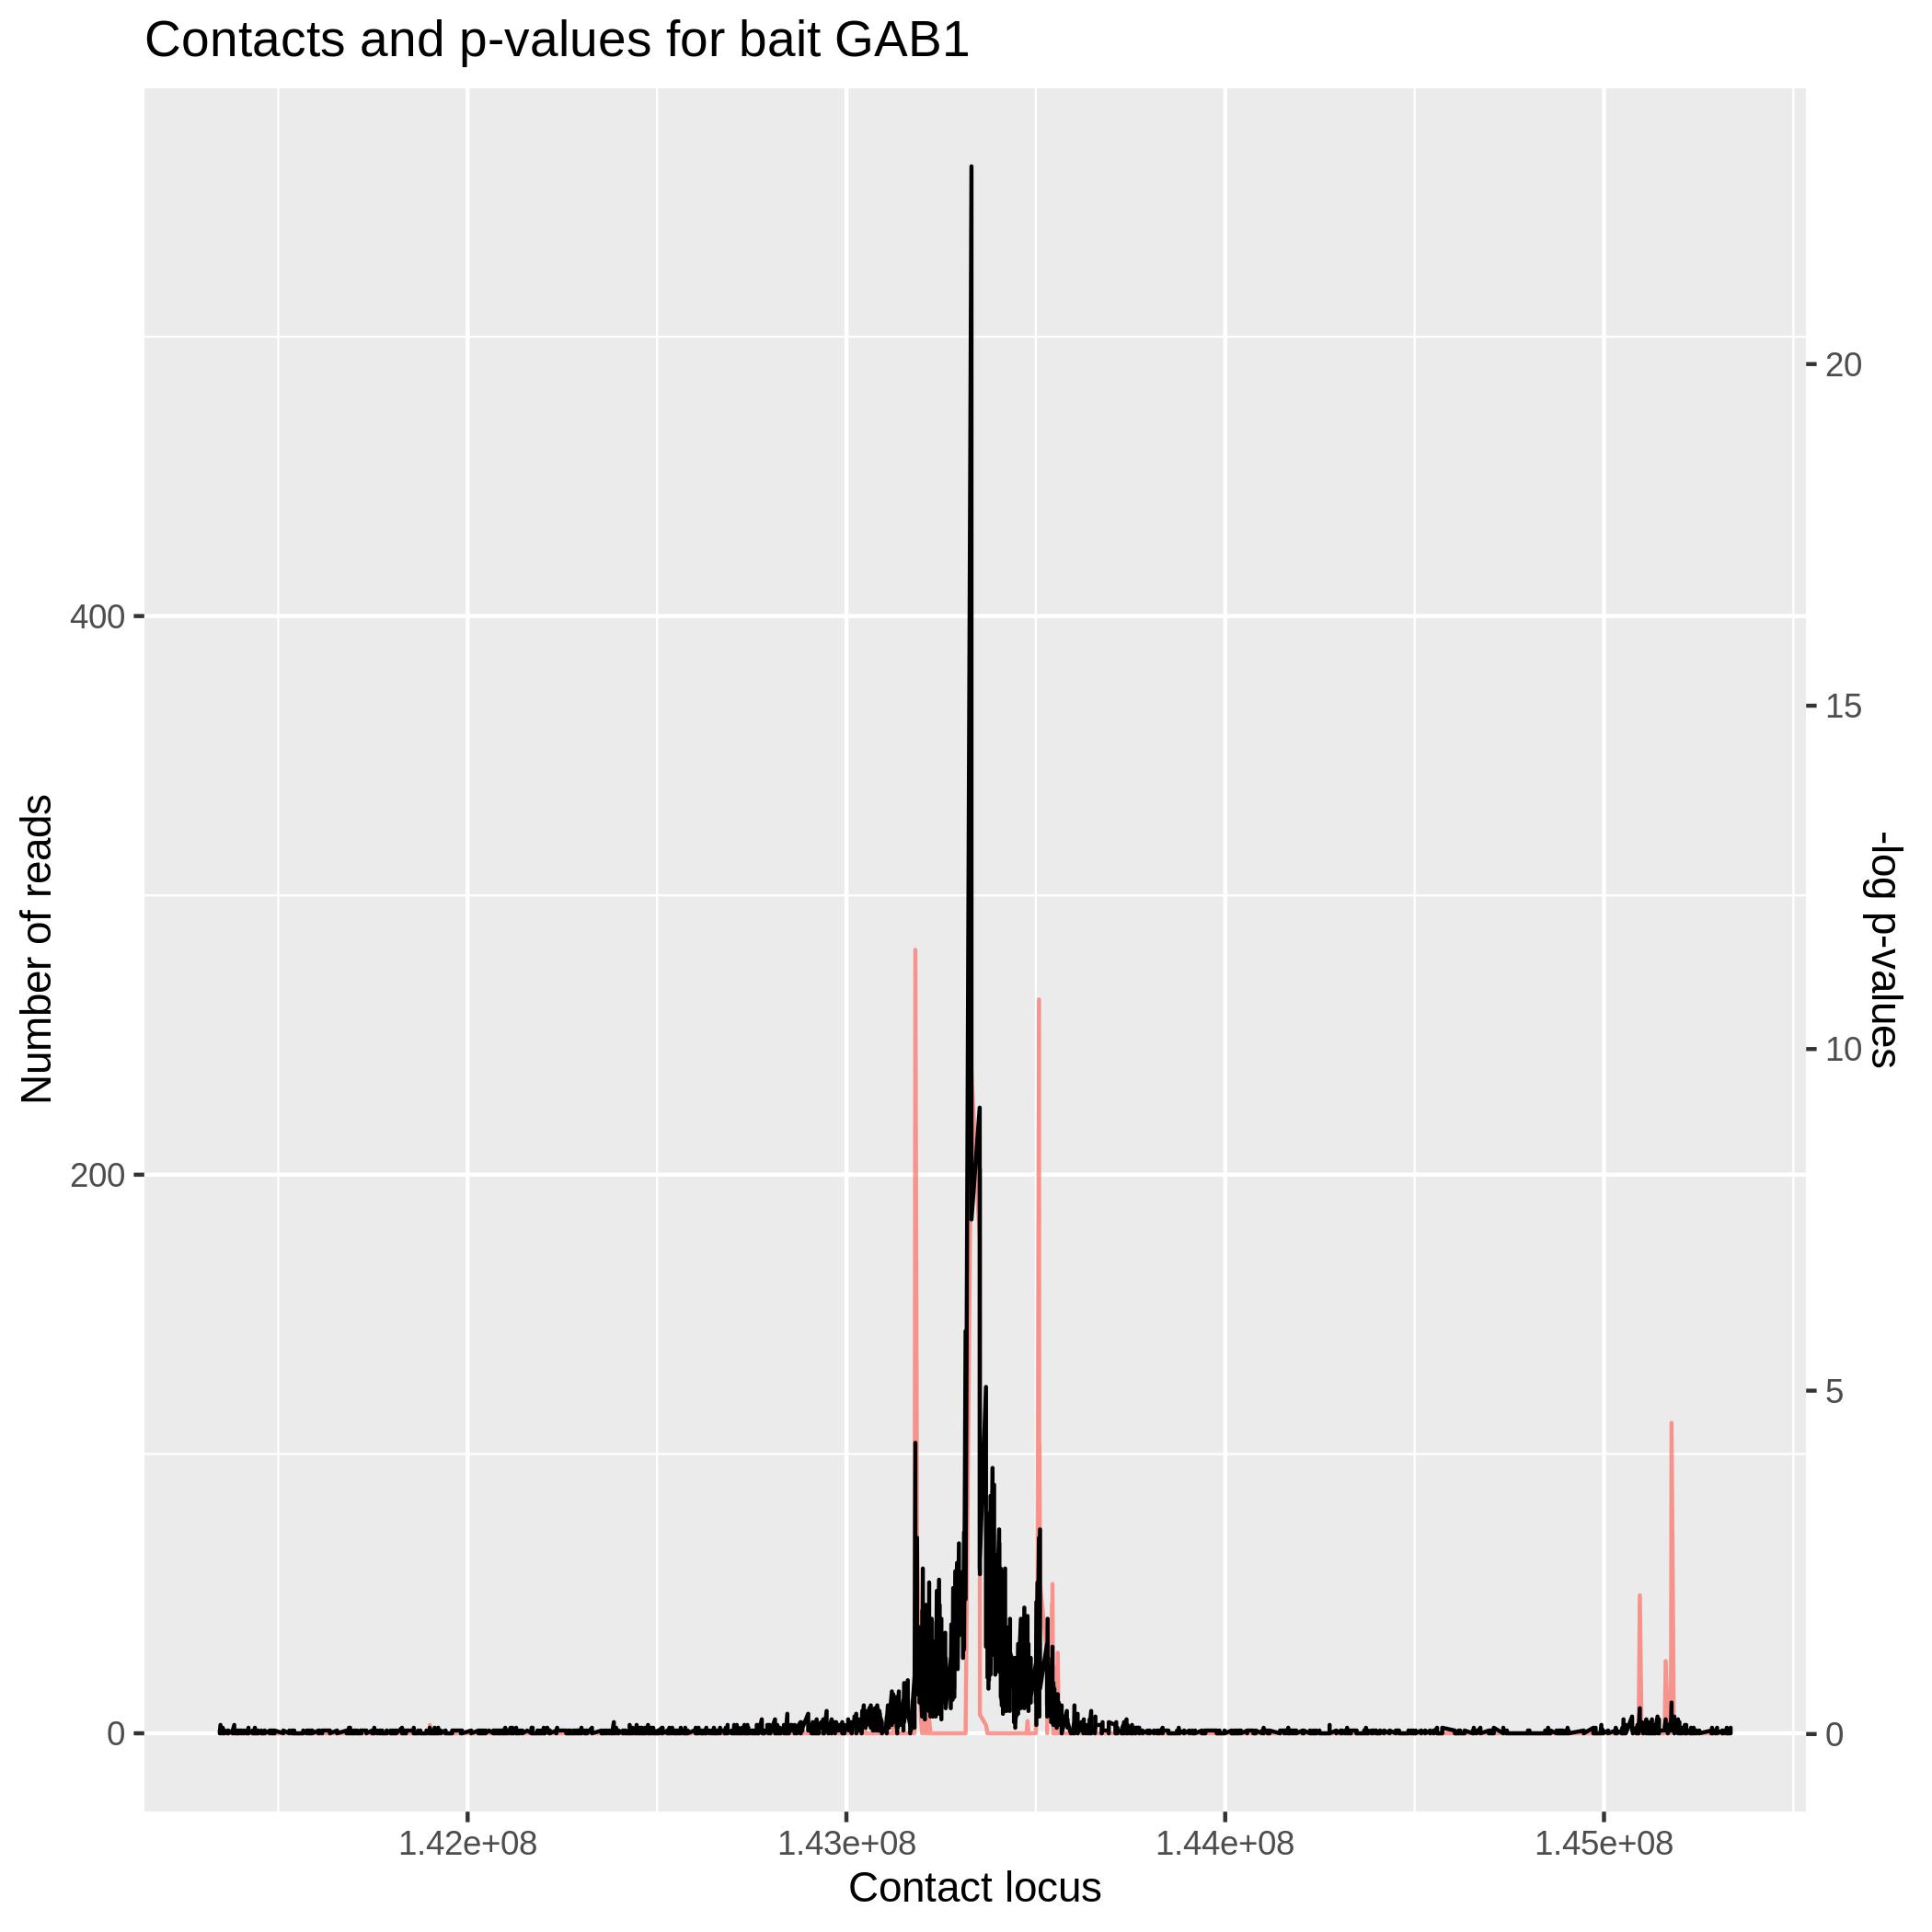 Contacts and p-values for bait GAB1
Number of reads
400
200
0
20
15
10
5
0
-log p-values
1.42e+08
1.43e+08
1.44e+08
1.45e+08
Contact locus